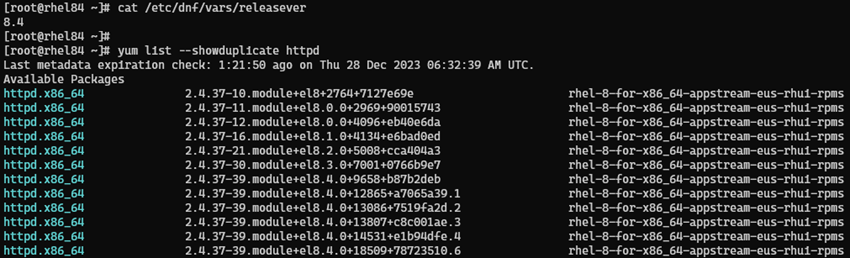 [root@rhel84 ~]# cat /etc/dnf/vars/releasever
8.4
[root@rhel84 ~]#
[root@rhel84 ~]# yum list --showduplicate httpd
Last metadata expiration check: 1:21:50 ago on Thu 28 Dec 2023 06:32:39 AM UTC.
Available Packages
httpd.x86_64 2.4.37-10.module+el8+2764+7127e69e rhel-8-for-x86_64-appstream-eus-rhui-rpms
httpd.x86_64 2.4.37-11.module+el8.0.0+2969+90015743 rhel-8-for-x86_64-appstream-eus-rhui-rpms
httpd.x86_64 2.4.37-12.module+el8.0.0+4096+eb40e6da rhel-8-for-x86_64-appstream-eus-rhui-rpms
httpd.x86_64 2.4.37-16.module+el8.1.0+4134+e6bad0ed rhel-8-for-x86_64-appstream-eus-rhui-rpms
httpd.x86_64 2.4.37-21.module+el8.2.0+5008+cca404a3 rhel-8-for-x86_64-appstream-eus-rhui-rpms
httpd.x86_64 2.4.37-30.module+el8.3.0+7001+0766b9e7 rhel-8-for-x86_64-appstream-eus-rhui-rpms
httpd.x86_64 2.4.37-39.module+el8.4.0+9658+b87b2deb rhel-8-for-x86_64-appstream-eus-rhui-rpms
httpd.x86_64 2.4.37-39.module+el8.4.0+12865+a7065a39.1 rhel-8-for-x86_64-appstream-eus-rhui-rpms
httpd.x86_64 2.4.37-39.module+el8.4.0+13086+7519fa2d.2 rhel-8-for-x86_64-appstream-eus-rhui-rpms
httpd.x86_64 2.4.37-39.module+el8.4.0+13807+c8c001ae.3 rhel-8-for-x86_64-appstream-eus-rhui-rpms
httpd.x86_64 2.4.37-39.module+el8.4.0+14531+e1b94dfe.4 rhel-8-for-x86_64-appstream-eus-rhui-rpms
httpd.x86_64 2.4.37-39.module+el8.4.0+18509+78723510.6 rhel-8-for-x86_64-appstream-eus-rhui-rpms